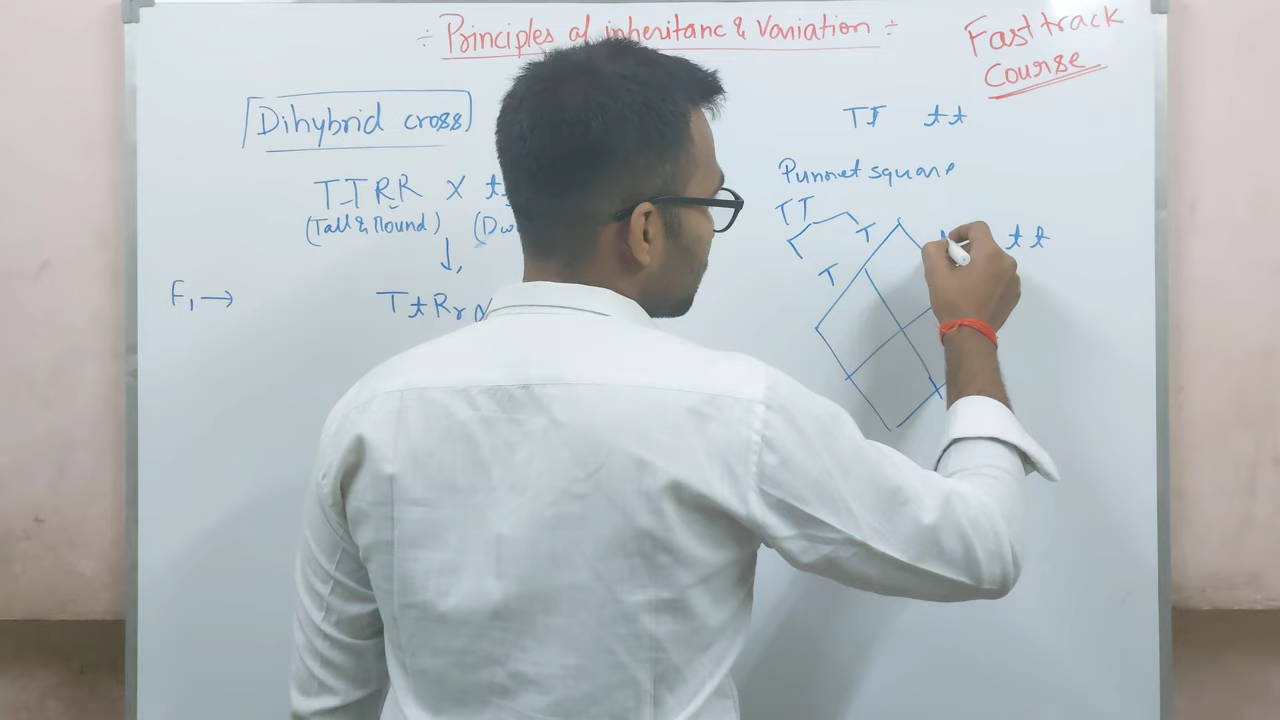 ÷ Principles of inheritanc & Variation ÷
Fast track
Course
Dihybrid cross
TT tt
TTRR X
(Tall & Round)
Punnet square
TT
T
tt
T
F1 →
TtRr